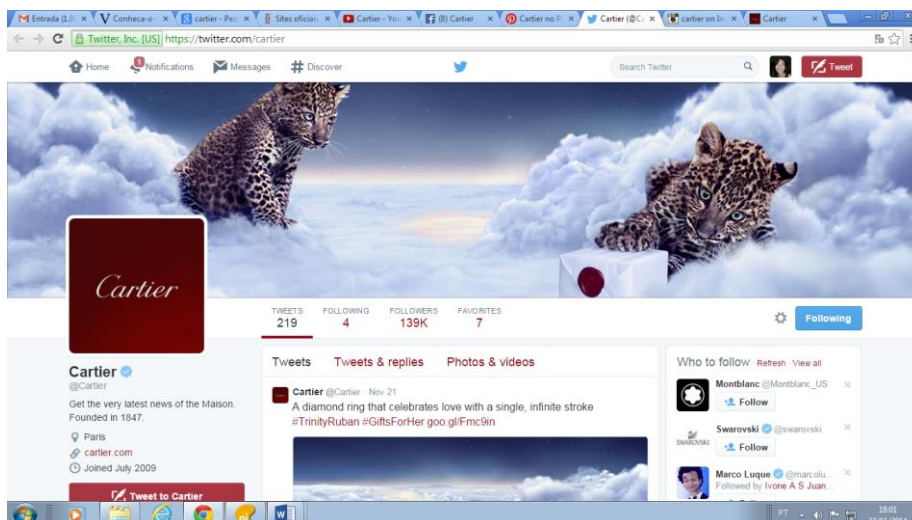 Entrada (1.9
Conheca-a-
cartier - Pes
Sites oficiais
Cartier - You
(8) Cartier
Cartier no Pi
Cartier (@Ca
cartier on In
Cartier
Twitter, Inc. [US] https://twitter.com/cartier
Home 1 Notifications Messages # Discover Search Twitter Tweet
Cartier
TWEETS FOLLOWING FOLLOWERS FAVORITES
219 4 139K 7
Following
Cartier
@Cartier
Get the very latest news of the Maison.
Founded in 1847.
Paris
cartier.com
Joined July 2009
Tweet to Cartier
Tweets Tweets & replies Photos & videos
Cartier @Cartier · Nov 21
A diamond ring that celebrates love with a single, infinite stroke
#TrinityRuban #GiftsForHer goo.gl/Fmc9in
Who to follow · Refresh · View all
Montblanc @Montblanc_US
Follow
Swarovski @swarovski
SWAROVSKI
Follow
Marco Luque @marcolu...
Followed by Ivone A S Juan...
PT 18:01